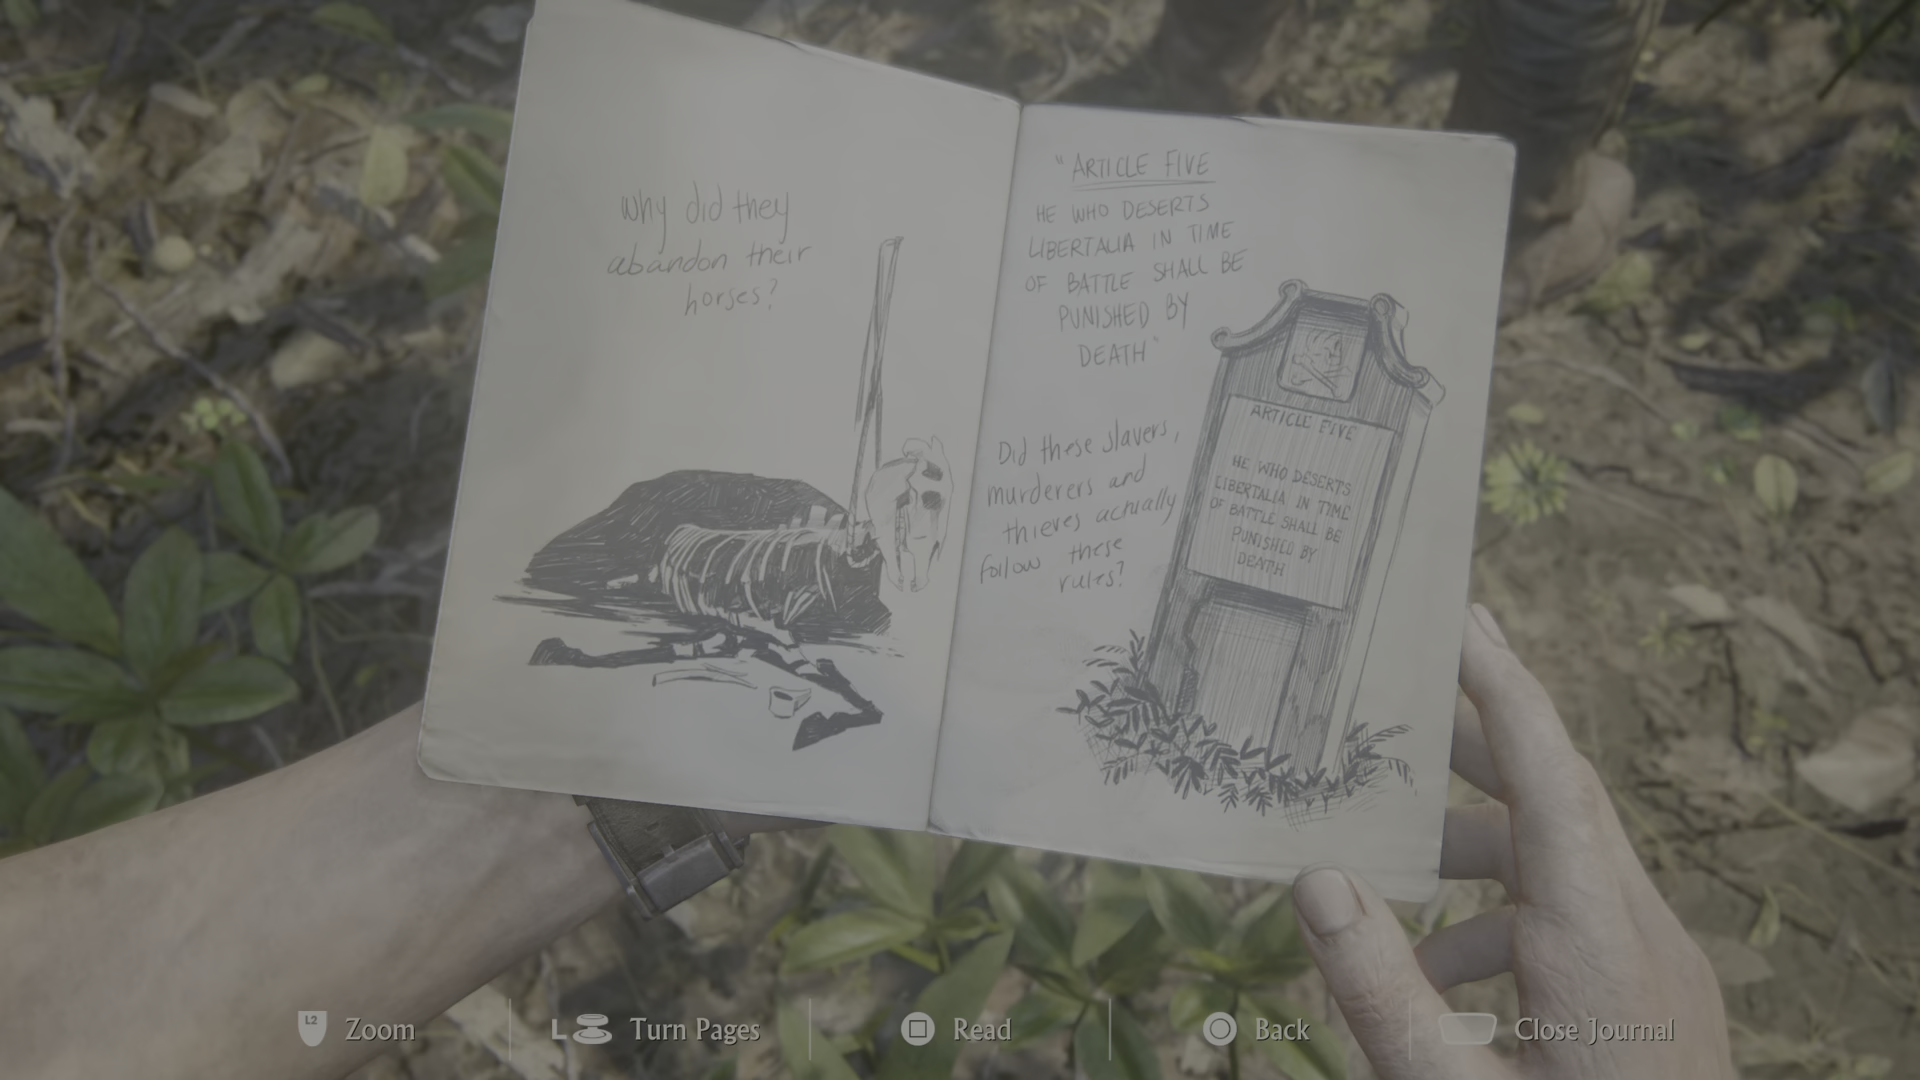 why did they
abandon their
horses?
"ARTICLE FIVE
HE WHO DESERTS
LIBERTALIA IN TIME
OF BATTLE SHALL BE
PUNISHED BY
DEATH"
Did these slavers,
murderers and
thieves actually
follow these
rules?
ARTICLE FIVE
HE WHO DESERTS
LIBERTALIA IN TIME
OF BATTLE SHALL BE
PUNISHED BY
DEATH
L2 Zoom
L Turn Pages
Read
Back
Close Journal